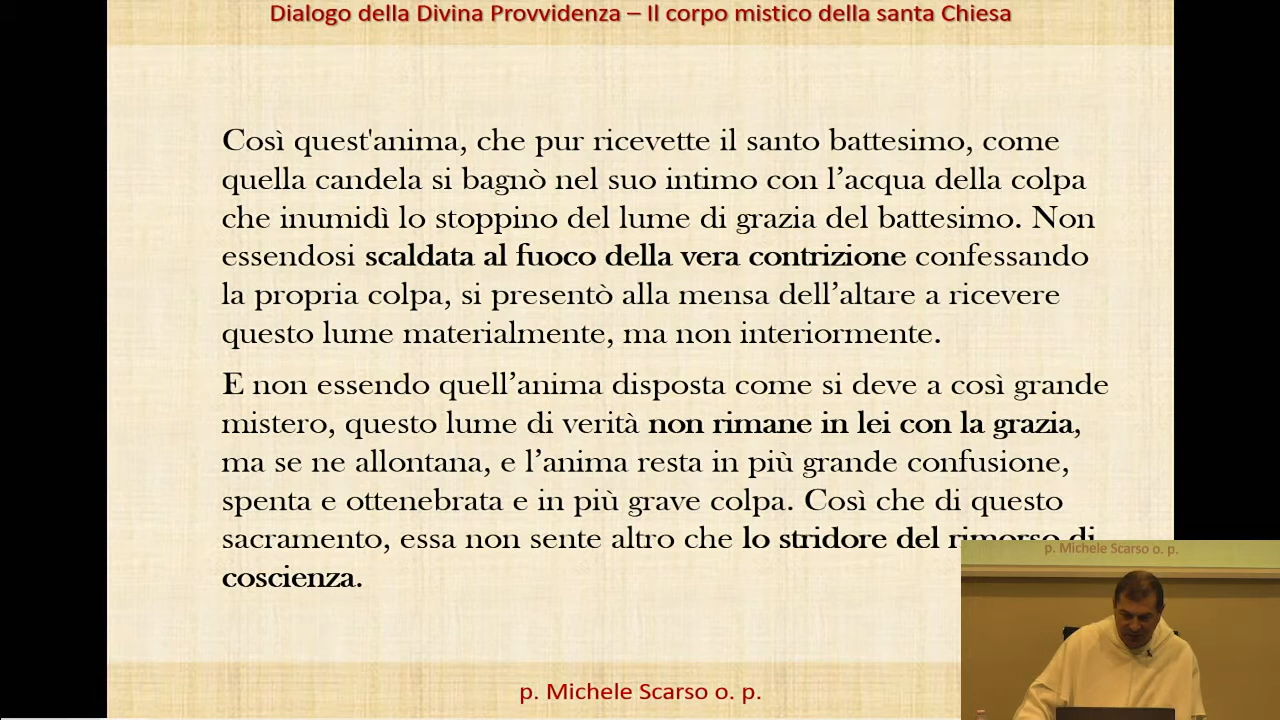 Dialogo della Divina Provvidenza – Il corpo mistico della santa Chiesa
Così quest'anima, che pur ricevette il santo battesimo, come
quella candela si bagnò nel suo intimo con l’acqua della colpa
che inumidì lo stoppino del lume di grazia del battesimo. Non
essendosi scaldata al fuoco della vera contrizione confessando
la propria colpa, si presentò alla mensa dell’altare a ricevere
questo lume materialmente, ma non interiormente.
E non essendo quell’anima disposta come si deve a così grande
mistero, questo lume di verità non rimane in lei con la grazia,
ma se ne allontana, e l’anima resta in più grande confusione,
spenta e ottenebrata e in più grave colpa. Così che di questo
sacramento, essa non sente altro che lo stridore del rimorso di
coscienza.
p. Michele Scarso o. p.
p. Michele Scarso o. p.